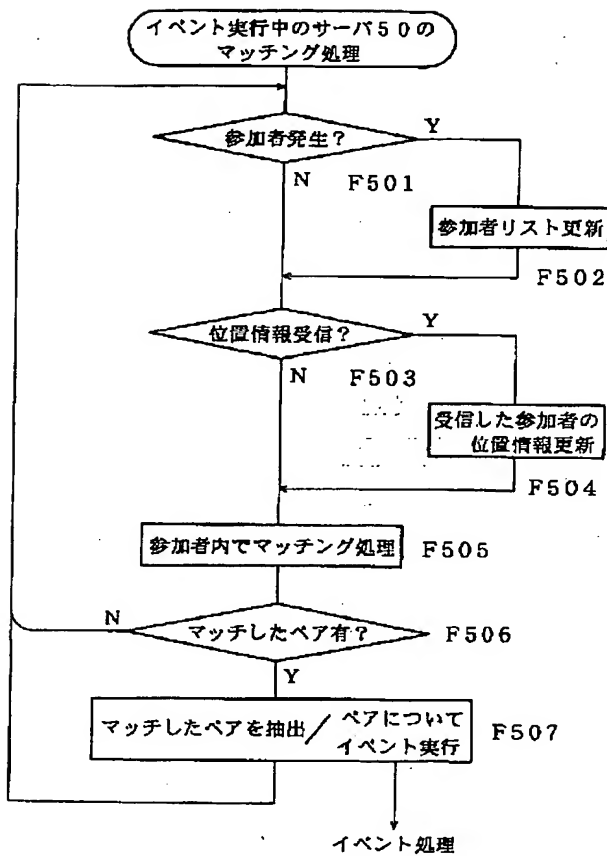 イベント実行中のサーバ50の
マッチング処理
参加者発生?
Y
N
F501
参加者リスト更新
F502
位置情報受信?
Y
N
F503
受信した参加者の
位置情報更新
F504
参加者内でマッチング処理
F505
N
マッチしたペア有?
F506
Y
マッチしたペアを抽出/ペアについて
イベント実行
F507
イベント処理